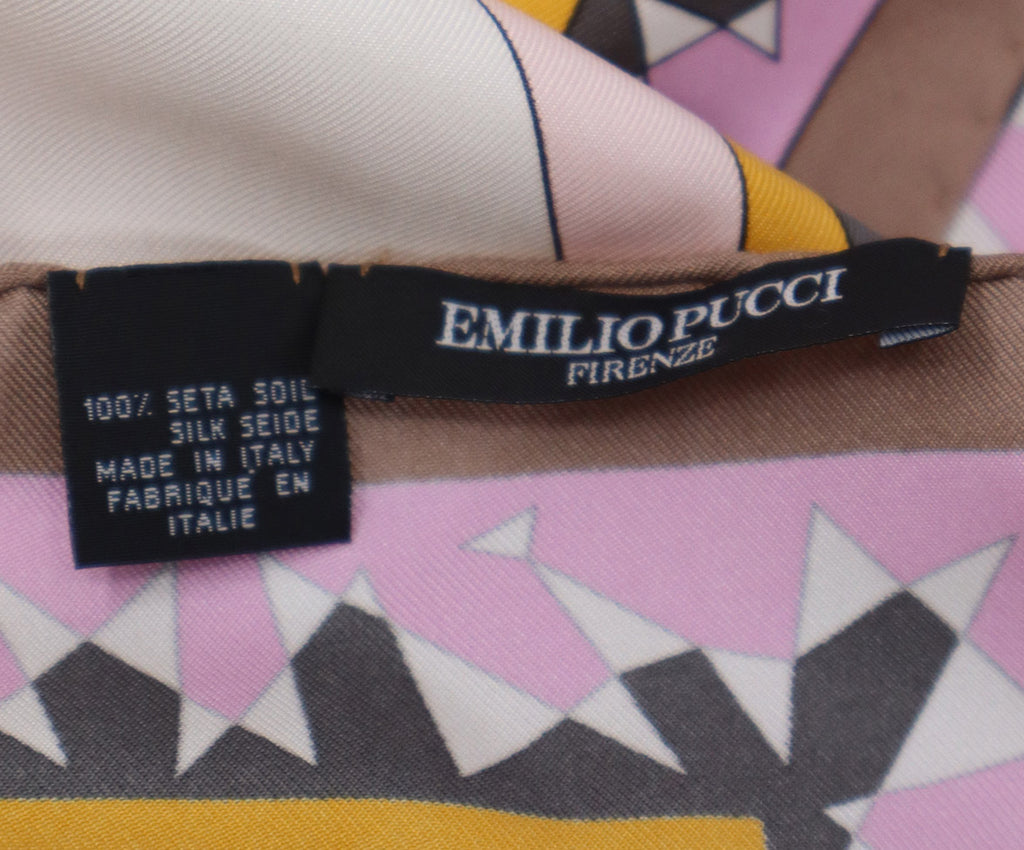 EMILIO PUCCI
FIRENZE
100% SETA SOIE
SILK SEIDE
MADE IN ITALY
FABRIQUE EN
ITALIE